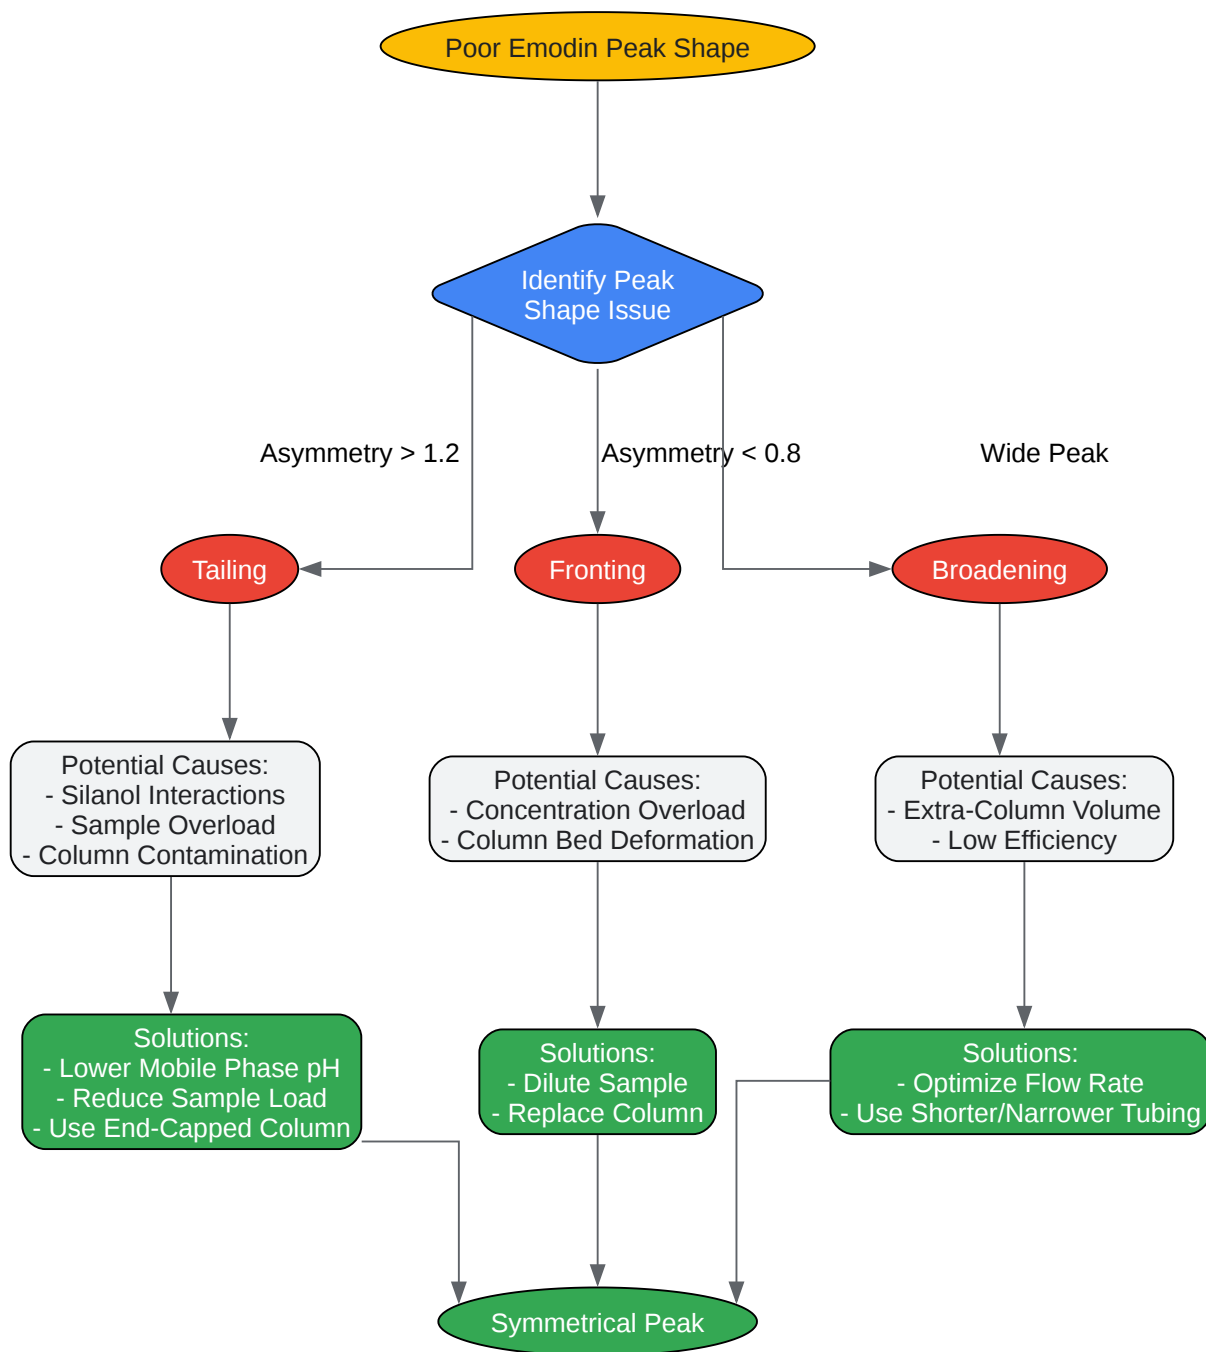 Poor Emodin Peak Shape
Identify Peak
Shape Issue
Asymmetry > 1.2
Asymmetry < 0.8
Wide Peak
Tailing
Fronting
Broadening
Potential Causes:
- Silanol Interactions
- Sample Overload
- Column Contamination
Potential Causes:
- Concentration Overload
- Column Bed Deformation
Potential Causes:
- Extra-Column Volume
- Low Efficiency
Solutions:
- Lower Mobile Phase pH
- Reduce Sample Load
- Use End-Capped Column
Solutions:
- Dilute Sample
- Replace Column
Solutions:
- Optimize Flow Rate
- Use Shorter/Narrower Tubing
Symmetrical Peak